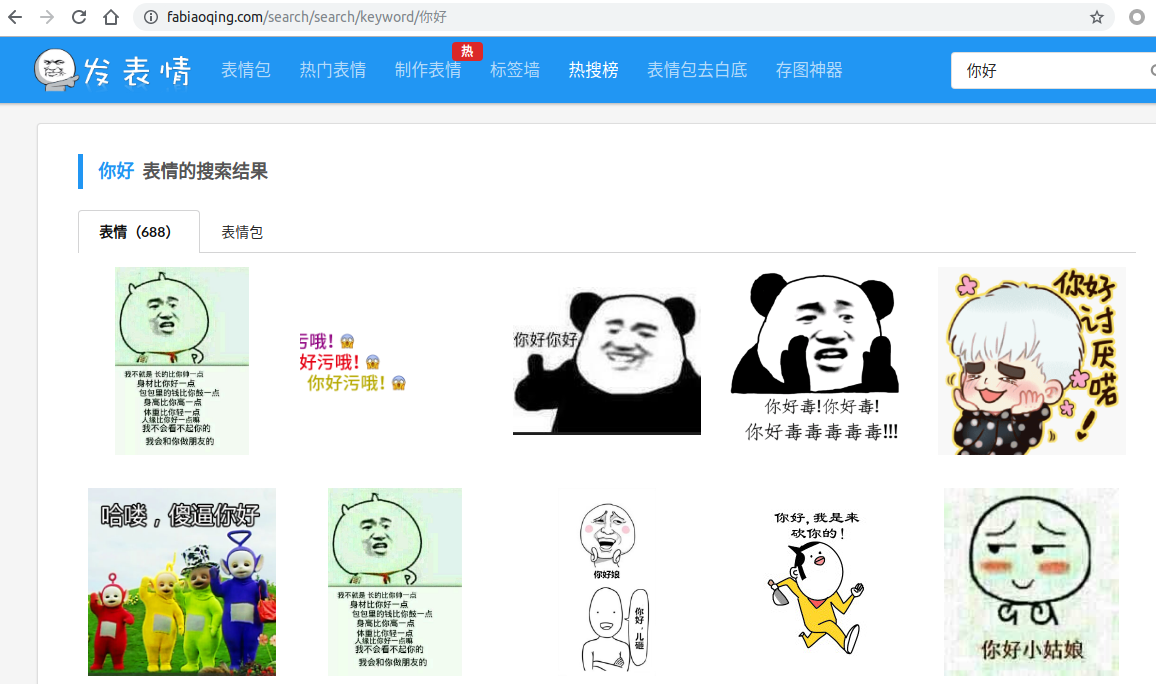 fabiaoqing.com/search/search/keyword/你好
发表情
表情包
热门表情
制作表情
热
标签墙
热搜榜
表情包去白底
存图神器
你好
你好 表情的搜索结果
表情（688）
表情包
我不就是 长的比你帅一点
身材比你好一点
包包里的钱比你鼓一点
身高比你高一点
体重比你轻一点
人缘比你好一点嘛
我不会看不起你的
我会和你做朋友的
污哦！😱
好污哦！😱
你好污哦！😱
你好你好
你好毒!你好毒!
你好毒毒毒毒毒!!!
你好
讨厌喏!
哈喽，傻逼你好
我不就是 长的比你帅一点
身材比你好一点
包包里的钱比你鼓一点
身高比你高一点
体重比你轻一点
人缘比你好一点嘛
我不会看不起你的
我会和你做朋友的
你好娘
你好，儿砸
你好，我是来
砍你的！
你好小姑娘